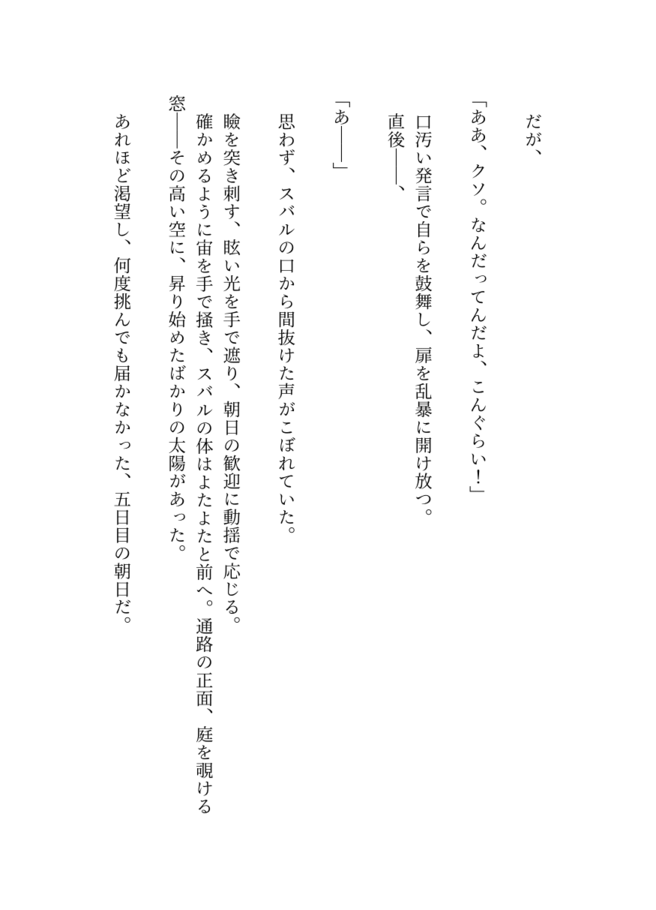 だが、
「ああ、クソ。なんだってんだよ、こんぐらい！」
口汚い発言で自らを鼓舞し、扉を乱暴に開け放つ。
直後――、
「あ――」
思わず、スバルの口から間抜けた声がこぼれていた。
瞼を突き刺す、眩い光を手で遮り、朝日の歓迎に動揺で応じる。
確かめるように宙を手で掻き、スバルの体はよたよたと前へ。通路の正面、庭を覗ける
窓――その高い空に、昇り始めたばかりの太陽があった。
あれほど渇望し、何度挑んでも届かなかった、五日目の朝日だ。